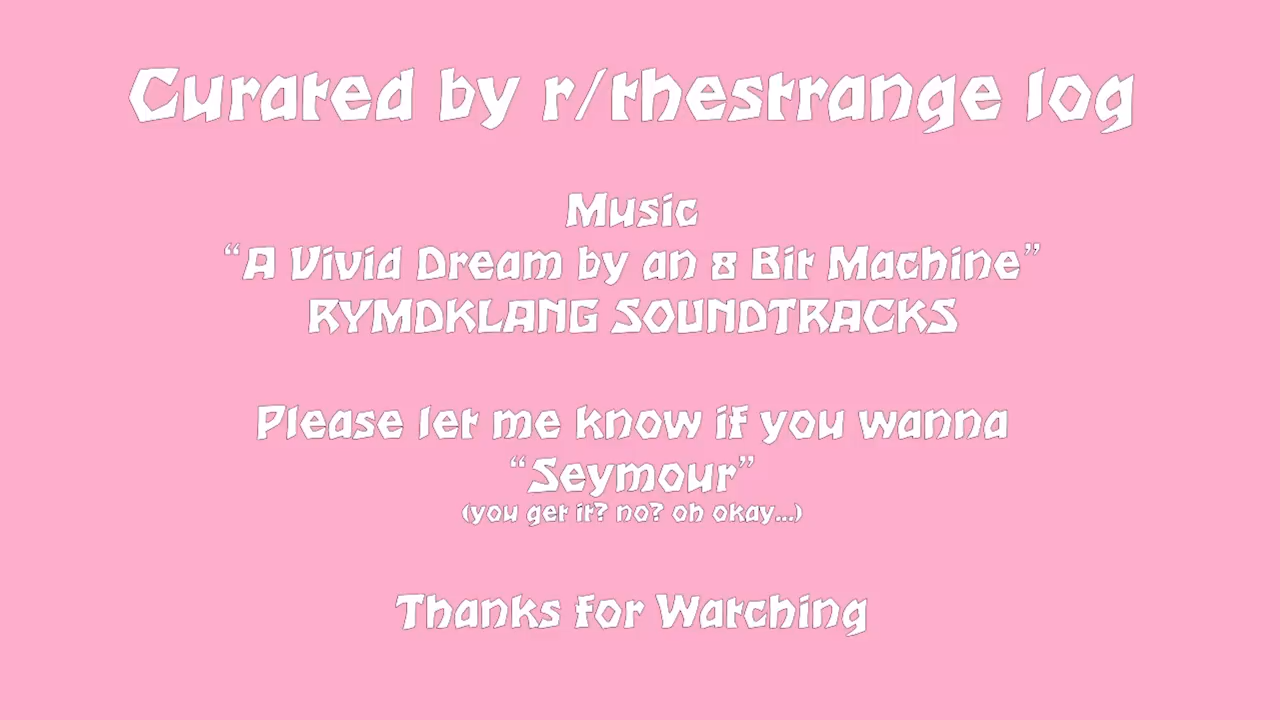 Curated by r/thestrange log
Music
“A Vivid Dream by an 8 Bit Machine”
RYMDKLANG SOUNDTRACKS
Please let me know if you wanna
“Seymour”
(you get it? no? oh okay...)
Thanks for Watching